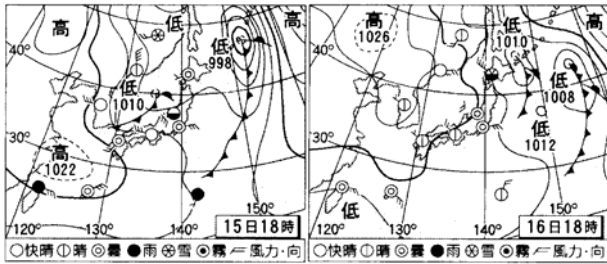 高
低
高
40°
低
998
低
1010
30°
高
1022
120°
130°
140°
150°
15日18時
○快晴 晴 ◎曇 ●雨 雪 霧 風力・向
高
1026
低
1010
高
40°
低
1008
30°
低
1012
低
120°
130°
140°
150°
16日18時
○快晴 晴 ◎曇 ●雨 雪 霧 風力・向